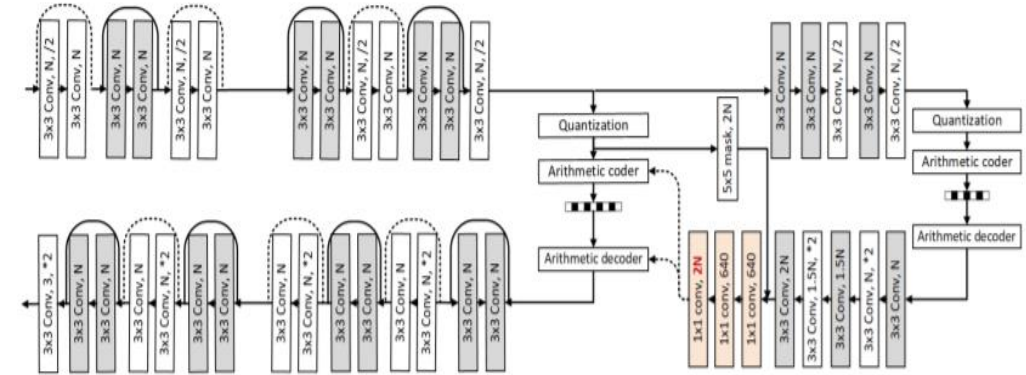 3x3 Conv, N, /2
3x3 Conv, N
3x3 Conv, N
3x3 Conv, N
3x3 Conv, N, /2
3x3 Conv, N
3x3 Conv, N
3x3 Conv, N
3x3 Conv, N, /2
3x3 Conv, N
3x3 Conv, N
3x3 Conv, N
3x3 Conv, N, /2
Quantization
Arithmetic coder
Arithmetic decoder
5x5 mask, 2N
3x3 Conv, N
3x3 Conv, N
3x3 Conv, N, /2
3x3 Conv, N
3x3 Conv, N, /2
Quantization
Arithmetic coder
Arithmetic decoder
3x3 Conv, 3, *2
3x3 Conv, N
3x3 Conv, N
3x3 Conv, N
3x3 Conv, N, *2
3x3 Conv, N
3x3 Conv, N
3x3 Conv, N
3x3 Conv, N, *2
3x3 Conv, N
3x3 Conv, N
3x3 Conv, N
3x3 Conv, N, *2
3x3 Conv, N
3x3 Conv, N
1x1 conv, 2N
1x1 conv, 640
1x1 conv, 640
3x3 Conv, 2N
3x3 Conv, 1.5N, *2
3x3 Conv, 1.5N
3x3 Conv, N, *2
3x3 Conv, N